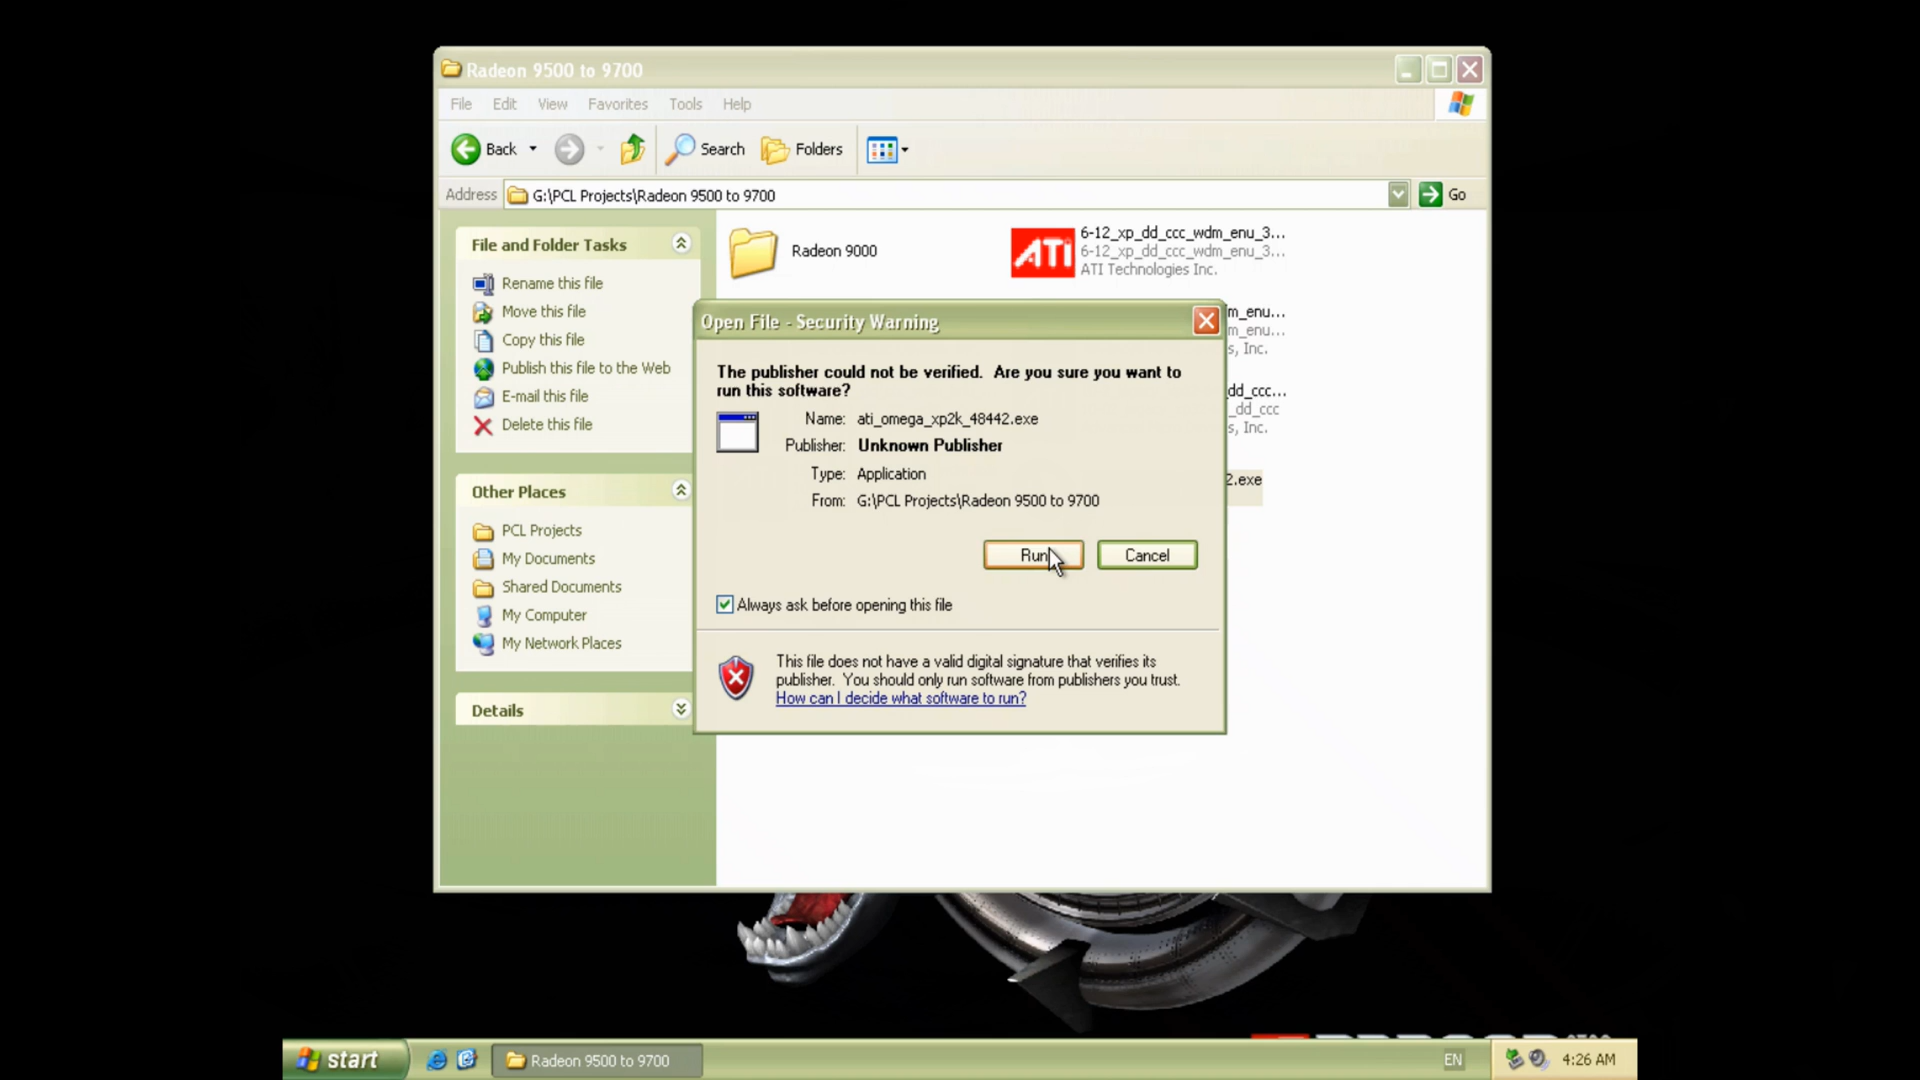 Radeon 9500 to 9700
File Edit View Favorites Tools Help
Back Search Folders
Address G:\PCL Projects\Radeon 9500 to 9700 Go
File and Folder Tasks
Rename this file
Move this file
Copy this file
Publish this file to the Web
E-mail this file
Delete this file
Other Places
PCL Projects
My Documents
Shared Documents
My Computer
My Network Places
Details
Radeon 9000
ATI
6-12_xp_dd_ccc_wdm_enu_3...
6-12_xp_dd_ccc_wdm_enu_3...
ATI Technologies Inc.
m_enu...
m_enu...
s, Inc.
dd_ccc...
_dd_ccc
s, Inc.
2.exe
Open File - Security Warning
The publisher could not be verified. Are you sure you want to
run this software?
Name: ati_omega_xp2k_48442.exe
Publisher: Unknown Publisher
Type: Application
From: G:\PCL Projects\Radeon 9500 to 9700
Run Cancel
Always ask before opening this file
This file does not have a valid digital signature that verifies its
publisher. You should only run software from publishers you trust.
How can I decide what software to run?
start Radeon 9500 to 9700 EN 4:26 AM